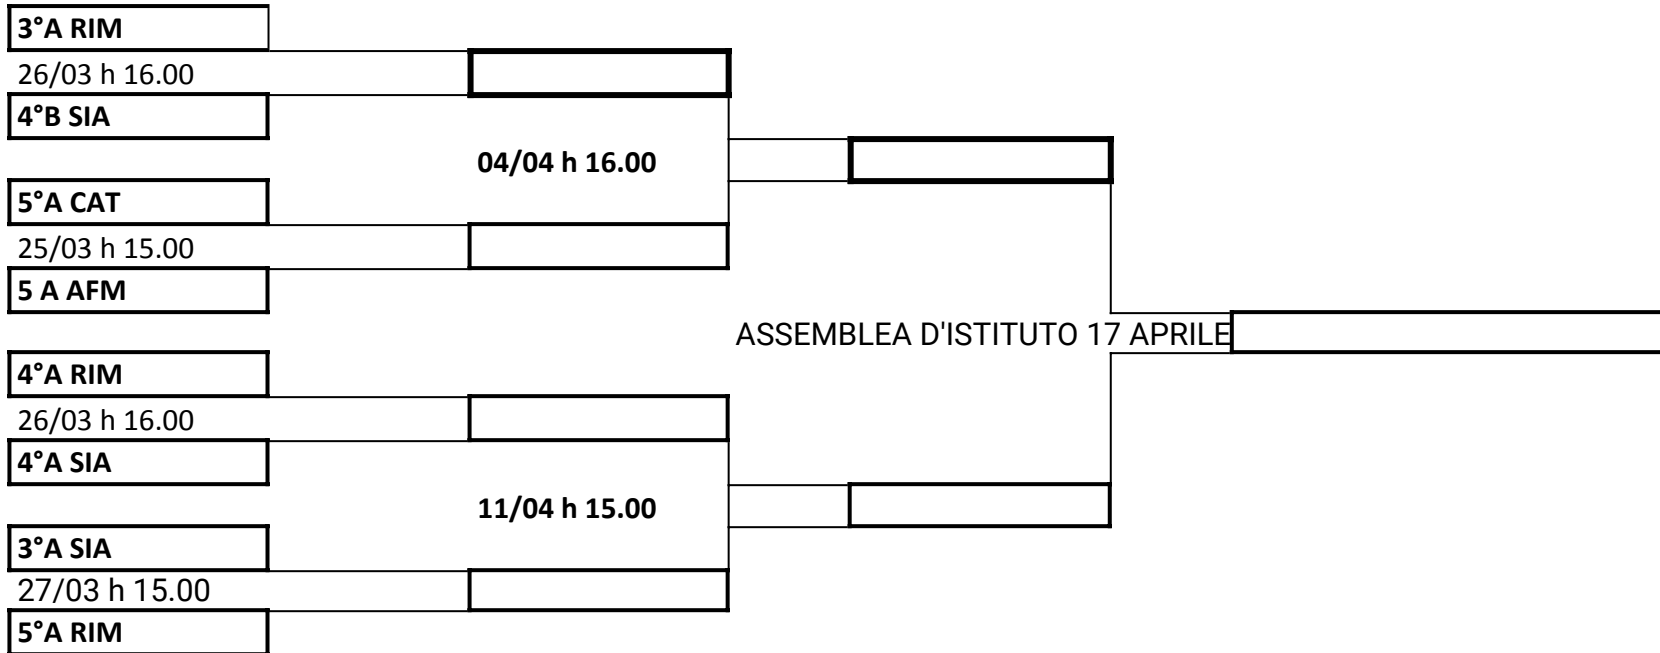 3°A RIM
26/03 h 16.00
4°B SIA
04/04 h 16.00
5°A CAT
25/03 h 15.00
5 A AFM
ASSEMBLEA D'ISTITUTO 17 APRILE
4°A RIM
26/03 h 16.00
4°A SIA
11/04 h 15.00
3°A SIA
27/03 h 15.00
5°A RIM